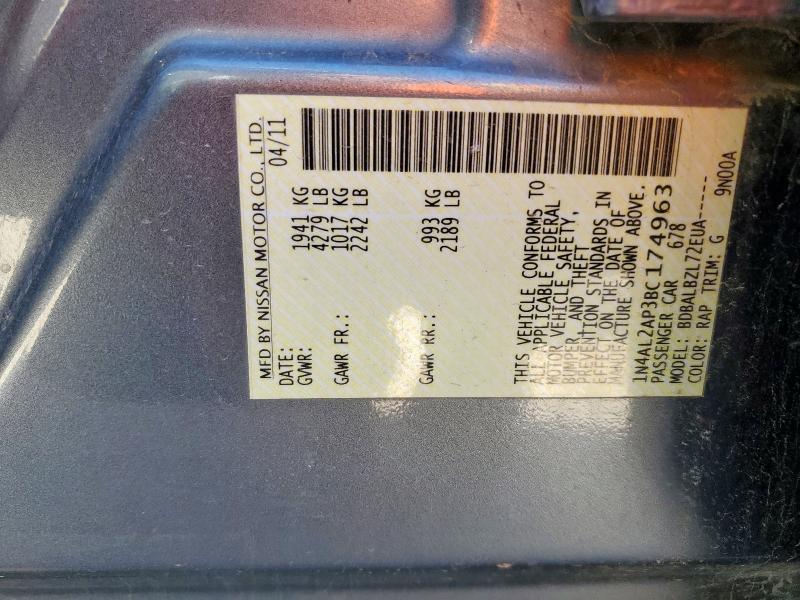 MFD BY NISSAN MOTOR CO., LTD.
DATE: 04/11
GVWR: 1941 KG
4279 LB
GAWR FR.: 1017 KG
2242 LB
GAWR RR.: 993 KG
2189 LB
THIS VEHICLE CONFORMS TO
ALL APPLICABLE FEDERAL
MOTOR VEHICLE SAFETY,
BUMPER, AND THEFT
PREVENTION STANDARDS IN
EFFECT ON THE DATE OF
MANUFACTURE SHOWN ABOVE.
1N4AL2AP3BC174963
PASSENGER CAR 678
MODEL: BDBALBZL72EUA------
COLOR: RAP TRIM: G 9N00A